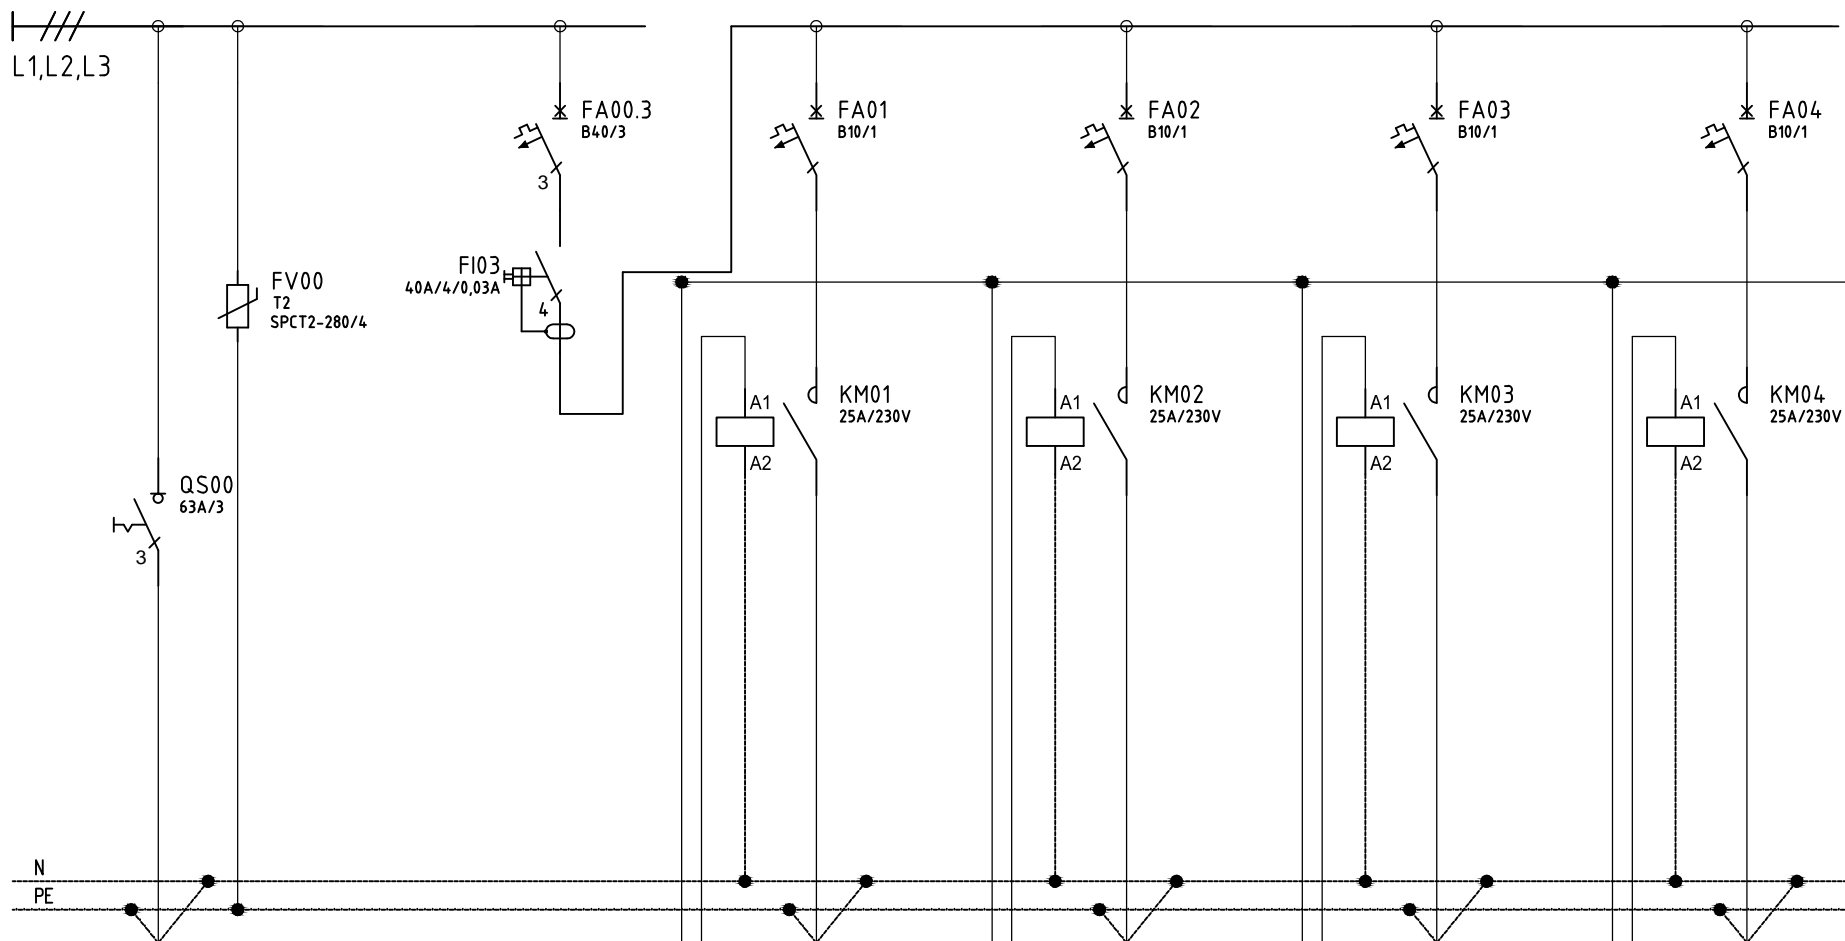 L1,L2,L3
FA00.3
B40/3
3
FA01
B10/1
FA02
B10/1
FA03
B10/1
FA04
B10/1
FV00
T2
SPCT2-280/4
FI03
40A/4/0,03A
4
A1
A2
KM01
25A/230V
A1
A2
KM02
25A/230V
A1
A2
KM03
25A/230V
A1
A2
KM04
25A/230V
QS00
63A/3
3
N
PE